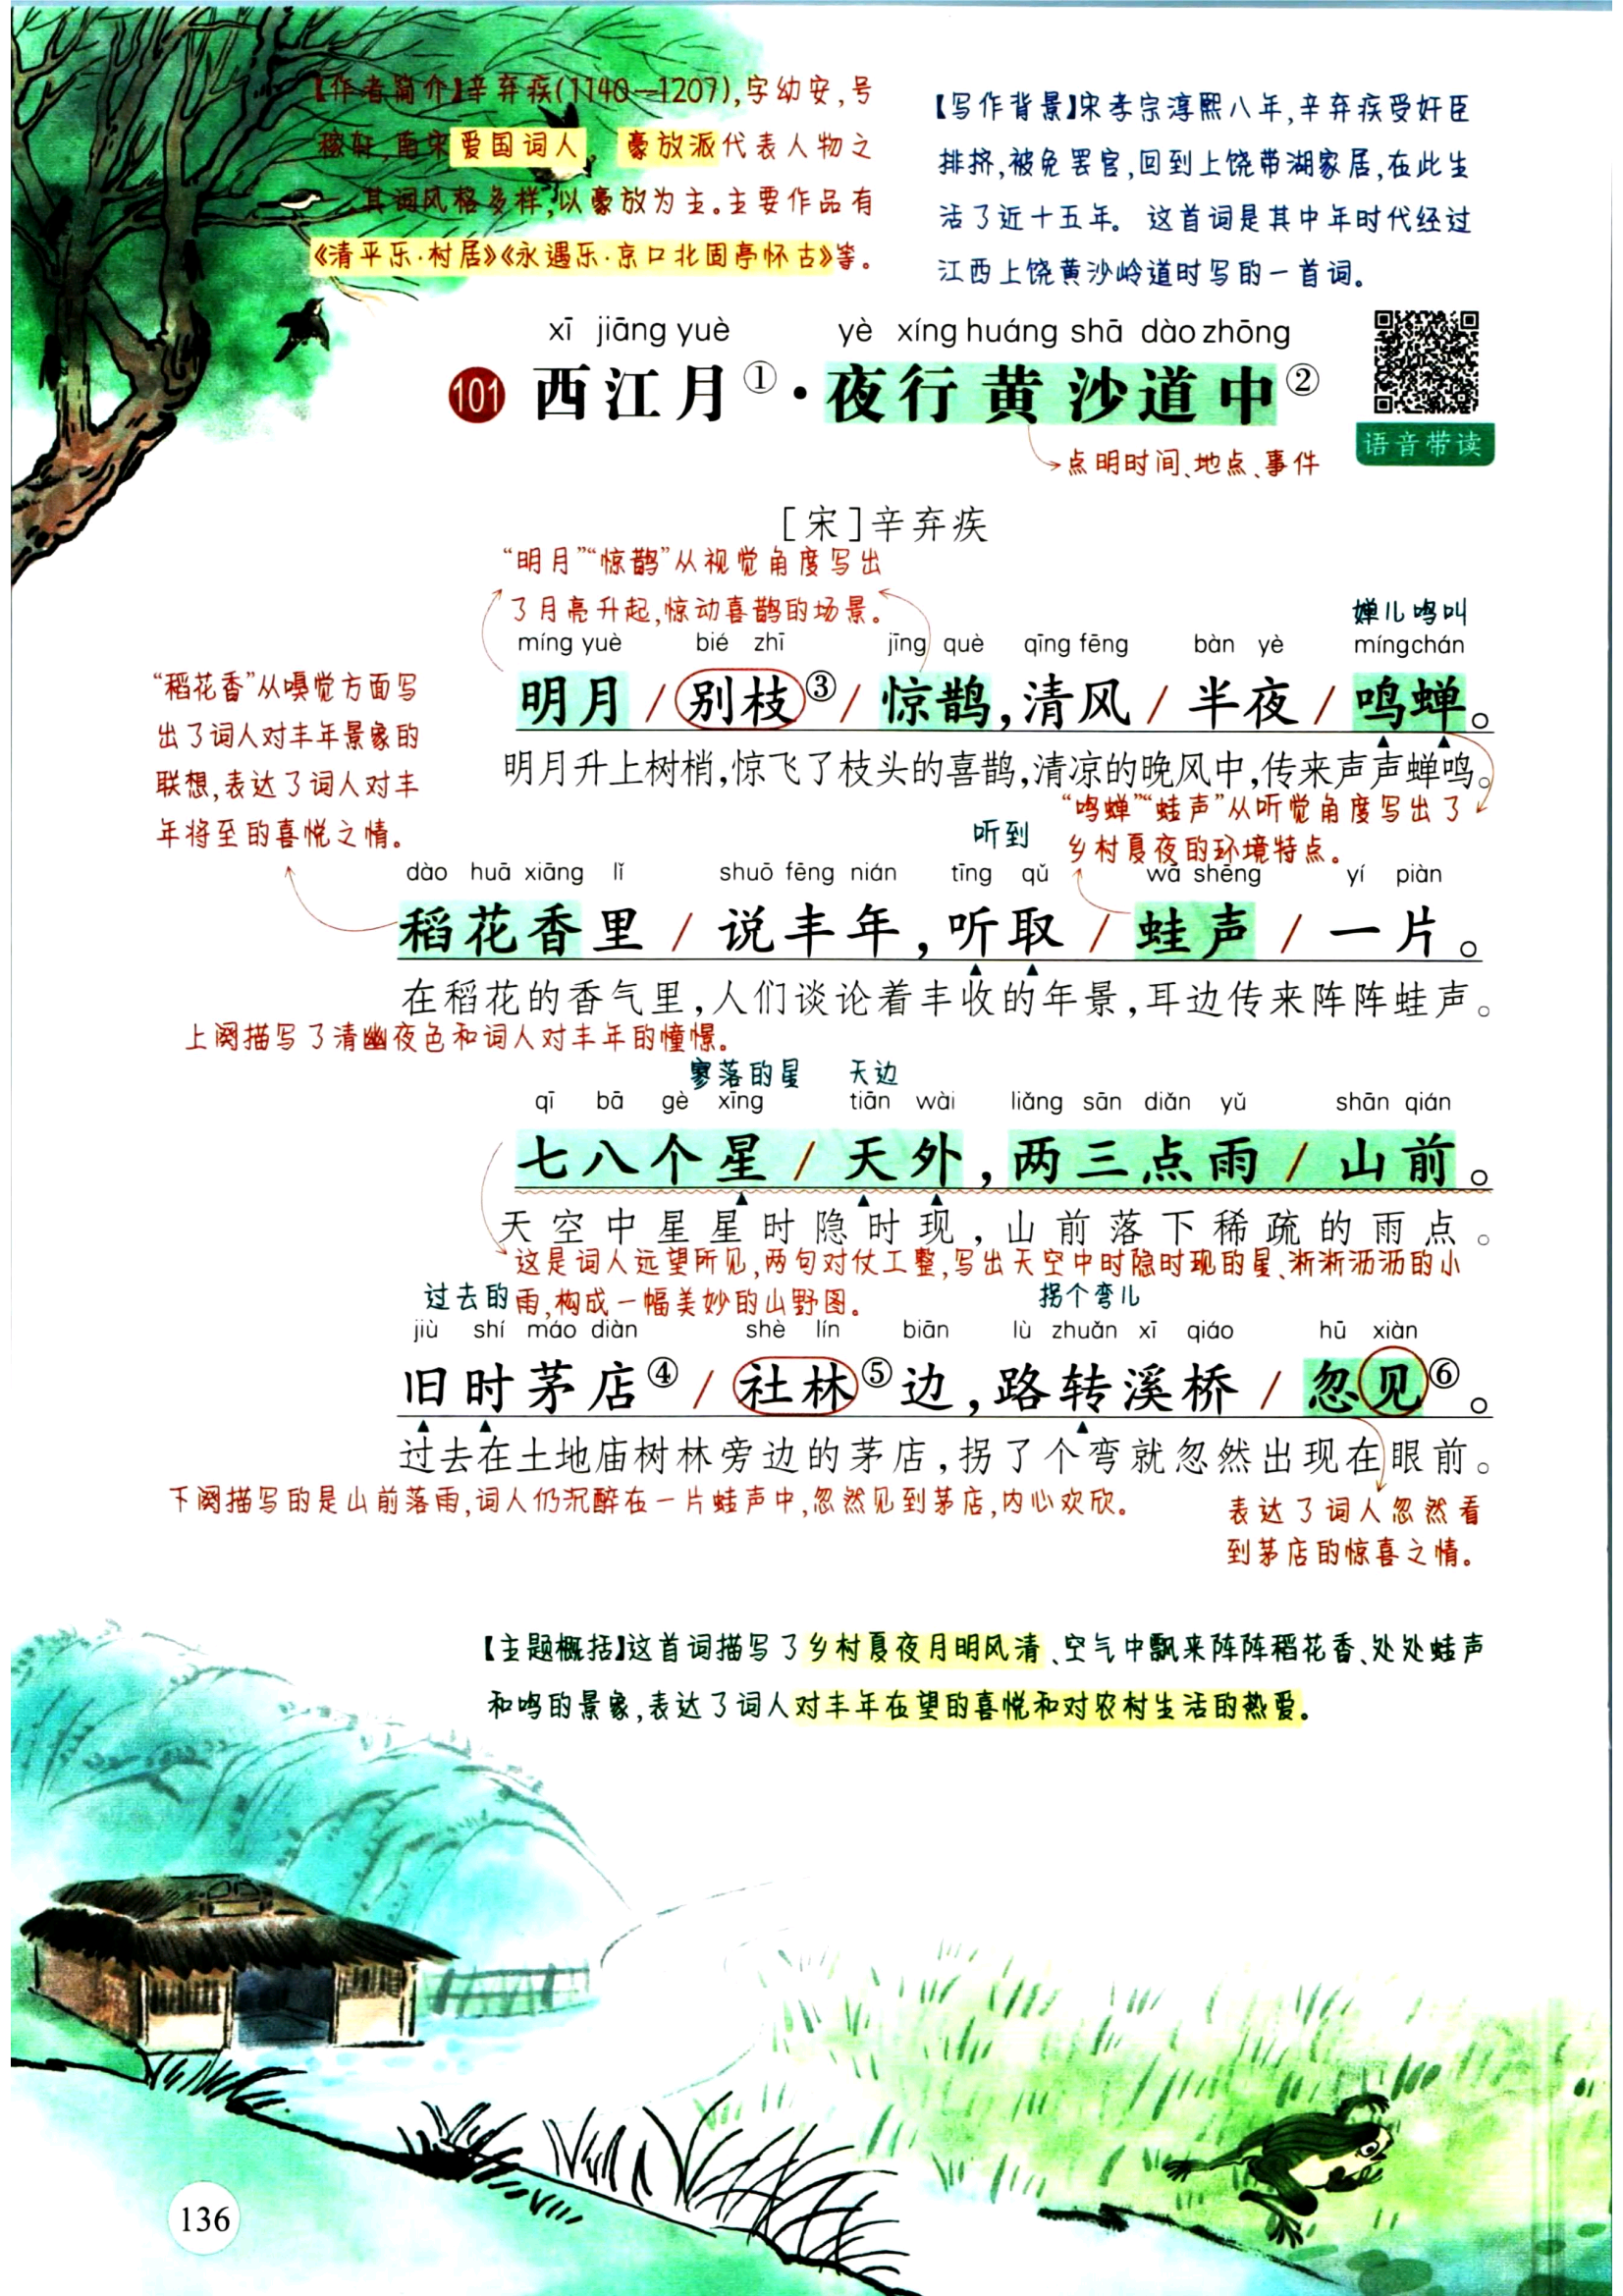 【作者简介】辛弃疾(1140—1207),字幼安,号
稼轩,南宋爱国词人, 豪放派代表人物之
其词风格多样,以豪放为主。主要作品有
《清平乐·村居》《永遇乐·京口北固亭怀古》等。
【写作背景】宋孝宗淳熙八年,辛弃疾受奸臣
排挤,被免罢官,回到上饶带湖家居,在此生
活了近十五年。 这首词是其中年时代经过
江西上饶黄沙岭道时写的一首词。
xī jiāng yuè yè xíng huáng shā dào zhōng
101 西江月①·夜行黄沙道中②
语音带读
点明时间、地点、事件
[宋]辛弃疾
“明月”“惊鹊”从视觉角度写出
了月亮升起,惊动喜鹊的场景。
蝉儿鸣叫
míng yuè bié zhī jīng què qīng fēng bàn yè míng chán
明月/别枝③/惊鹊,清风/半夜/鸣蝉。
明月升上树梢,惊飞了枝头的喜鹊,清凉的晚风中,传来声声蝉鸣。
“稻花香”从嗅觉方面写
出了词人对丰年景象的
联想,表达了词人对丰
年将至的喜悦之情。
“鸣蝉”“蛙声”从听觉角度写出了
乡村夏夜的环境特点。
听到
dào huā xiāng lǐ shuō fēng nián tīng qǔ wā shēng yí piàn
稻花香里/说丰年,听取/蛙声/一片。
在稻花的香气里,人们谈论着丰收的年景,耳边传来阵阵蛙声。
上阕描写了清幽夜色和词人对丰年的憧憬。
寥落的星 天边
qī bā gè xīng tiān wài liǎng sān diǎn yǔ shān qián
七八个星/天外,两三点雨/山前。
天空中星星时隐时现,山前落下稀疏的雨点。
这是词人远望所见,两句对仗工整,写出天空中时隐时现的星、淅淅沥沥的小
雨,构成一幅美妙的山野图。
过去的 拐个弯儿
jiù shí máo diàn shè lín biān lù zhuǎn xī qiáo hū xiàn
旧时茅店④/社林⑤边,路转溪桥/忽见⑥。
过去在土地庙树林旁边的茅店,拐了个弯就忽然出现在眼前。
下阕描写的是山前落雨,词人仍沉醉在一片蛙声中,忽然见到茅店,内心欢欣。
表达了词人忽然看
到茅店的惊喜之情。
【主题概括】这首词描写了乡村夏夜月明风清、空气中飘来阵阵稻花香、处处蛙声
和鸣的景象,表达了词人对丰年在望的喜悦和对农村生活的热爱。
136